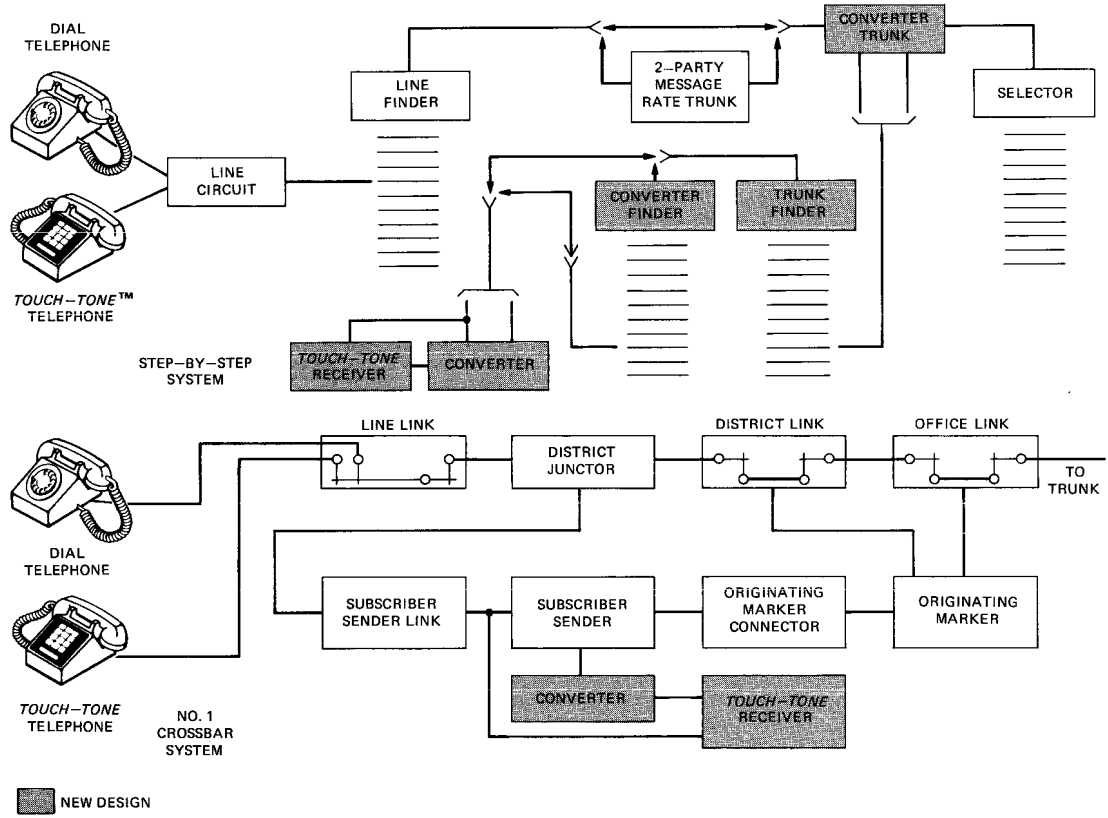 DIAL
TELEPHONE
TOUCH–TONE™
TELEPHONE
LINE
CIRCUIT
LINE
FINDER
2–PARTY
MESSAGE
RATE TRUNK
CONVERTER
TRUNK
SELECTOR
CONVERTER
FINDER
TRUNK
FINDER
STEP–BY–STEP
SYSTEM
TOUCH–TONE
RECEIVER
CONVERTER
DIAL
TELEPHONE
TOUCH–TONE
TELEPHONE
NO. 1
CROSSBAR
SYSTEM
LINE LINK
DISTRICT
JUNCTOR
DISTRICT LINK
OFFICE LINK
TO
TRUNK
SUBSCRIBER
SENDER LINK
SUBSCRIBER
SENDER
ORIGINATING
MARKER
CONNECTOR
ORIGINATING
MARKER
CONVERTER
TOUCH–TONE
RECEIVER
NEW DESIGN